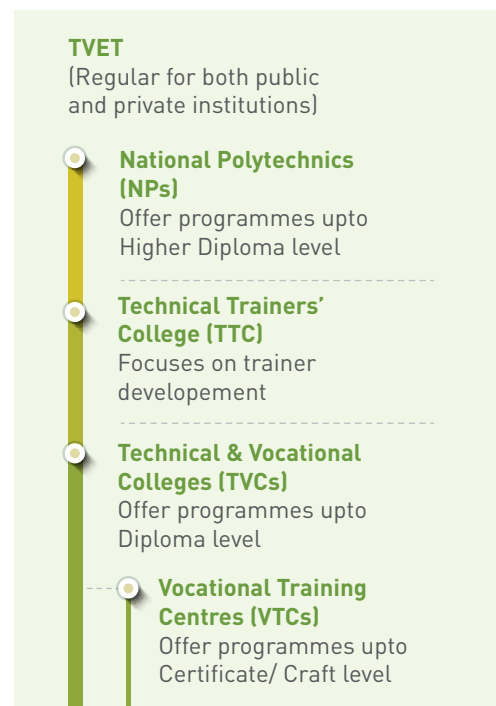 TVET
(Regular for both public
and private institutions)
National Polytechnics
(NPs)
Offer programmes upto
Higher Diploma level
Technical Trainers’
College (TTC)
Focuses on trainer
developement
Technical & Vocational
Colleges (TVCs)
Offer programmes upto
Diploma level
Vocational Training
Centres (VTCs)
Offer programmes upto
Certificate/ Craft level